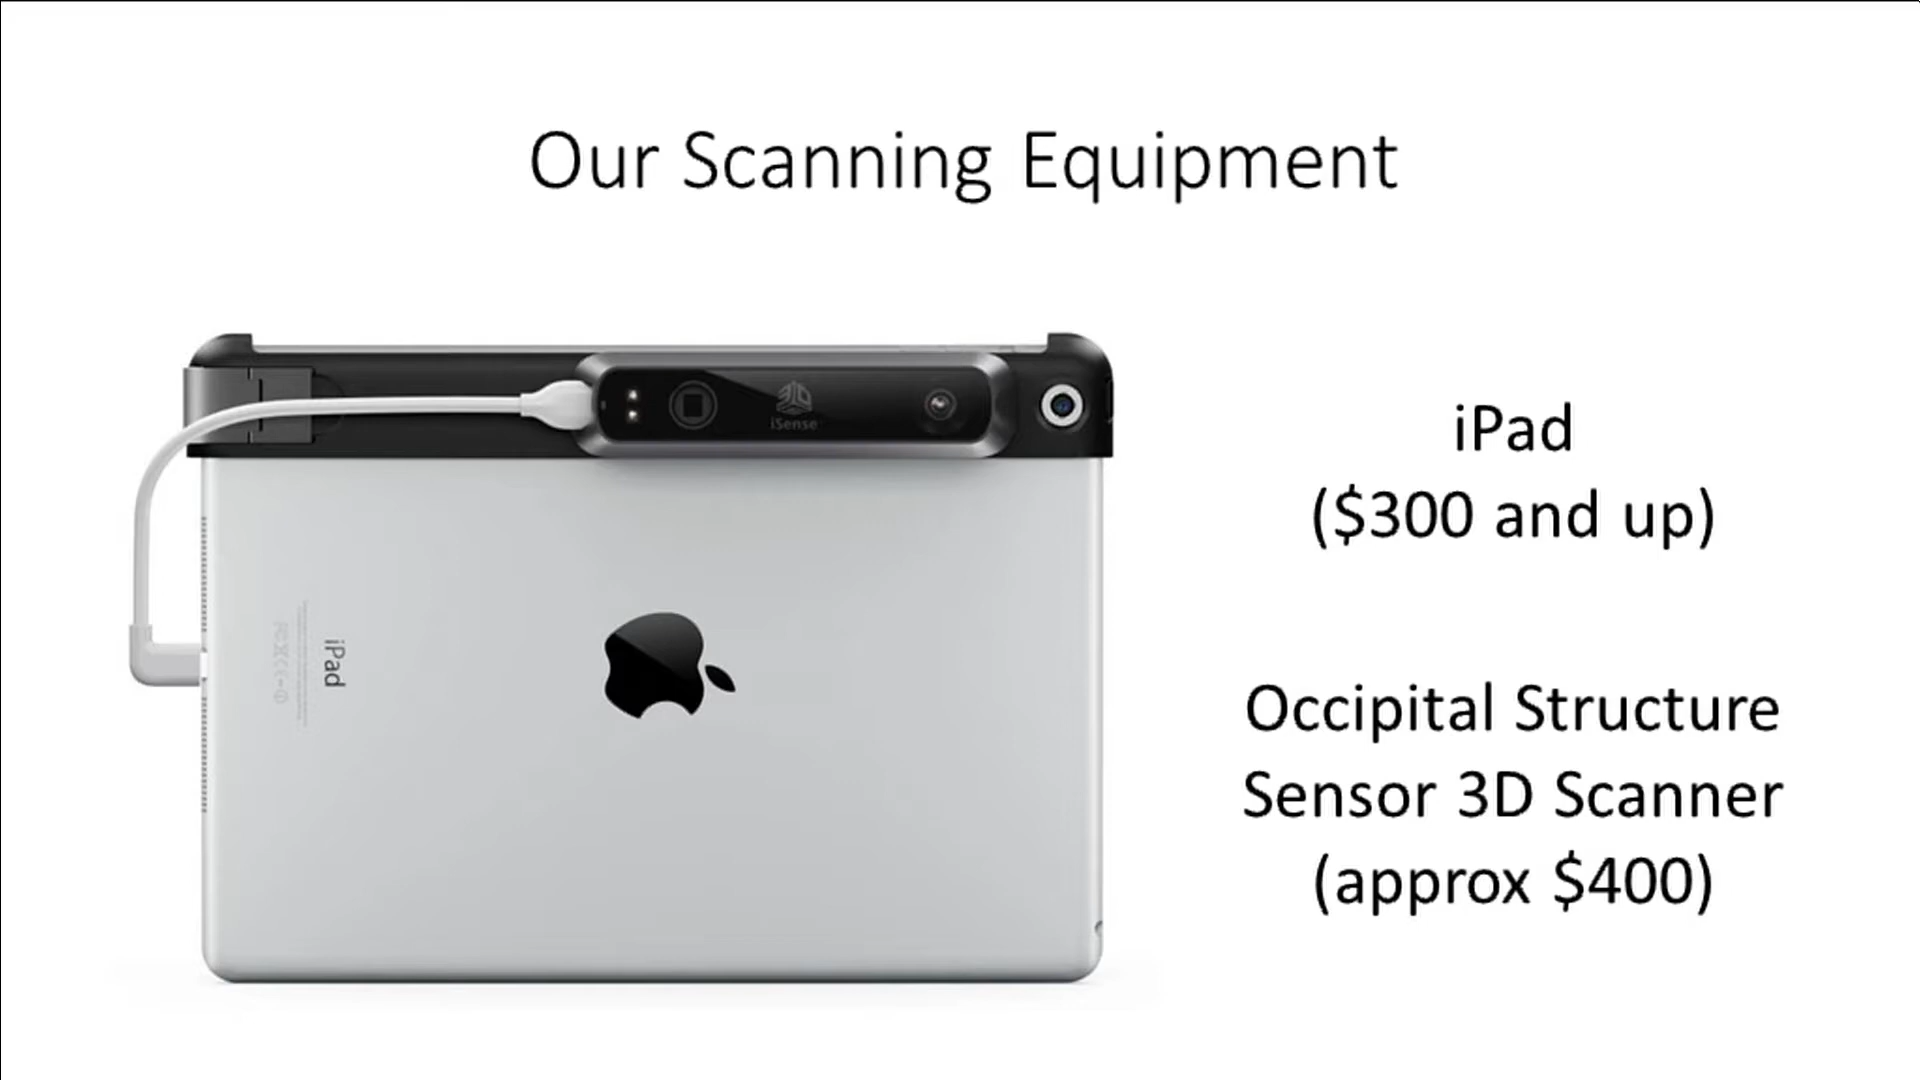 Our Scanning Equipment
iSense
iPad
iPad
($300 and up)
Occipital Structure
Sensor 3D Scanner
(approx $400)